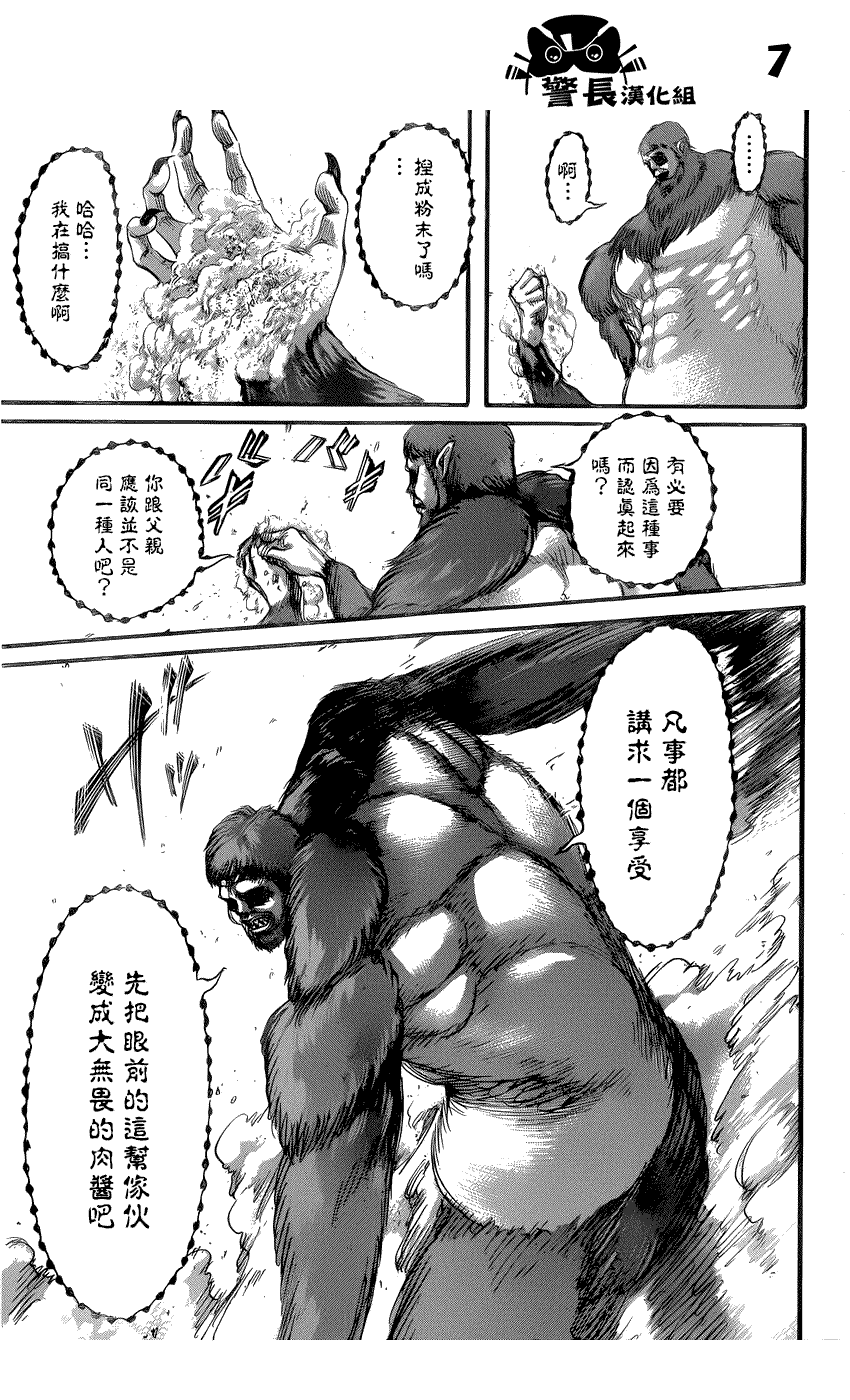 警長漢化組
7
……
啊…
捏成粉末了嗎
…
哈哈…
我在搞什麼啊
有必要
因為這種事
而認真起來
嗎？
你跟父親
應該並不是
同一種人吧？
凡事都
講求一個享受
先把眼前的這幫傢伙
變成大無畏的肉醬吧